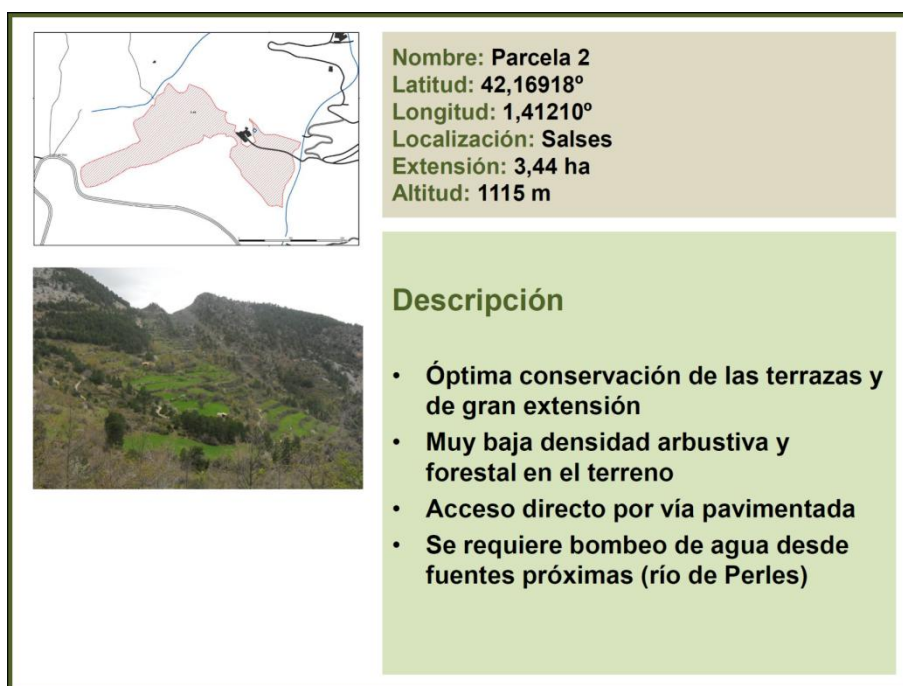 Nombre: Parcela 2
Latitud: 42,16918º
Longitud: 1,41210º
Localización: Salses
Extensión: 3,44 ha
Altitud: 1115 m
Descripción
• Óptima conservación de las terrazas y
de gran extensión
• Muy baja densidad arbustiva y
forestal en el terreno
• Acceso directo por vía pavimentada
• Se requiere bombeo de agua desde
fuentes próximas (río de Perles)